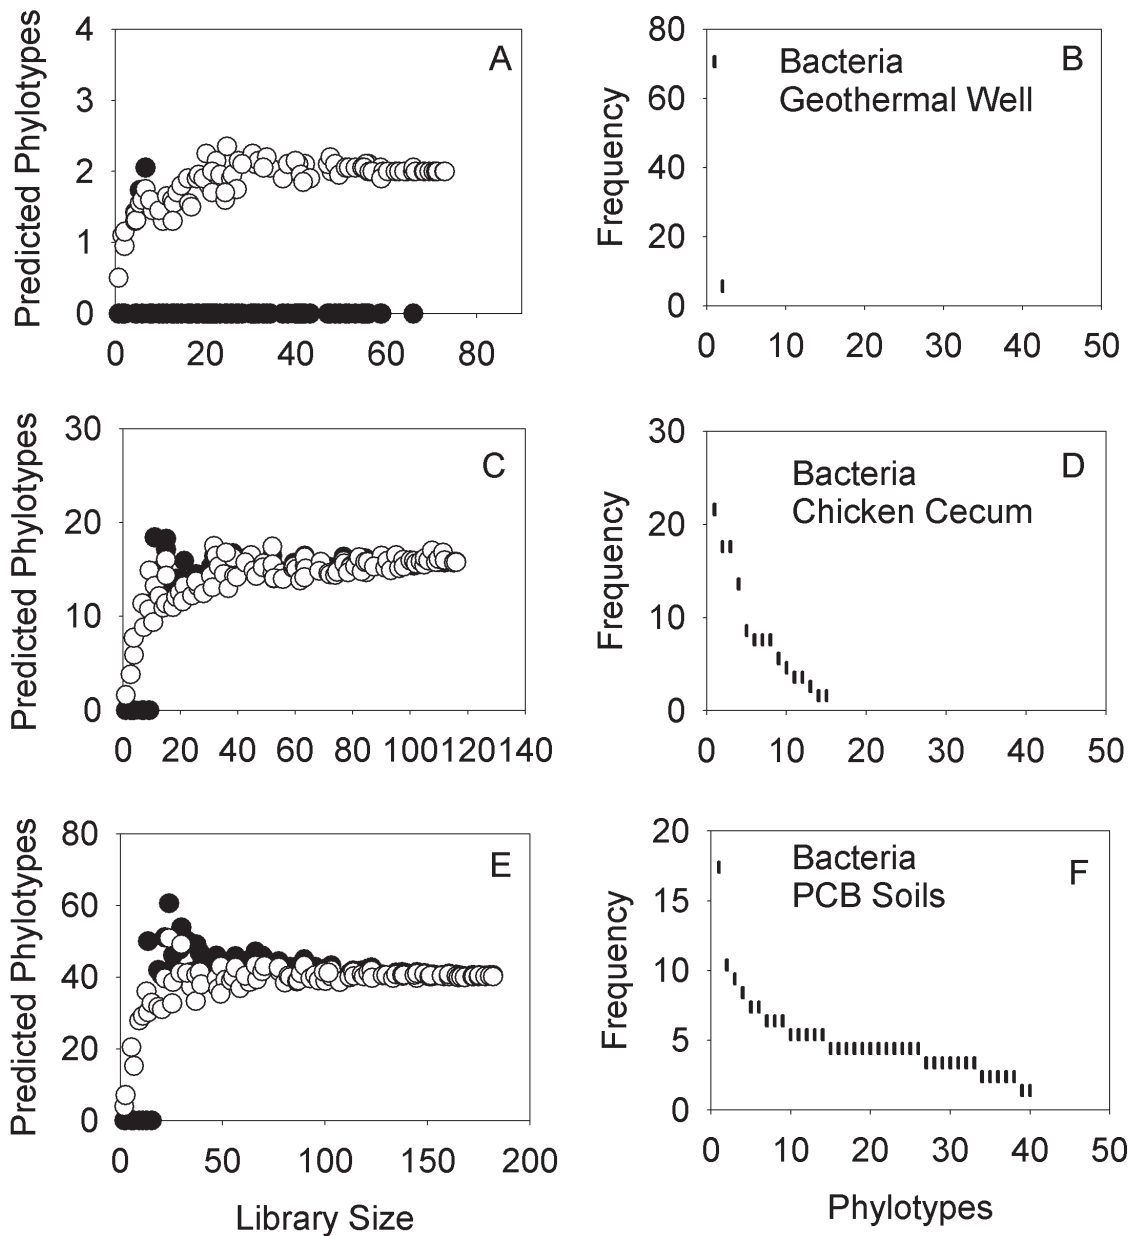 4
3
2
1
0
0 20 40 60 80
Predicted Phylotypes
A
80
60
40
20
0
0 10 20 30 40 50
Frequency
Bacteria
Geothermal Well
B
30
20
10
0
0 20 40 60 80 100 120 140
Predicted Phylotypes
C
30
20
10
0
0 10 20 30 40 50
Frequency
Bacteria
Chicken Cecum
D
80
60
40
20
0
0 50 100 150 200
Predicted Phylotypes
E
Library Size
20
15
10
5
0
0 10 20 30 40 50
Frequency
Bacteria
PCB Soils
F
Phylotypes